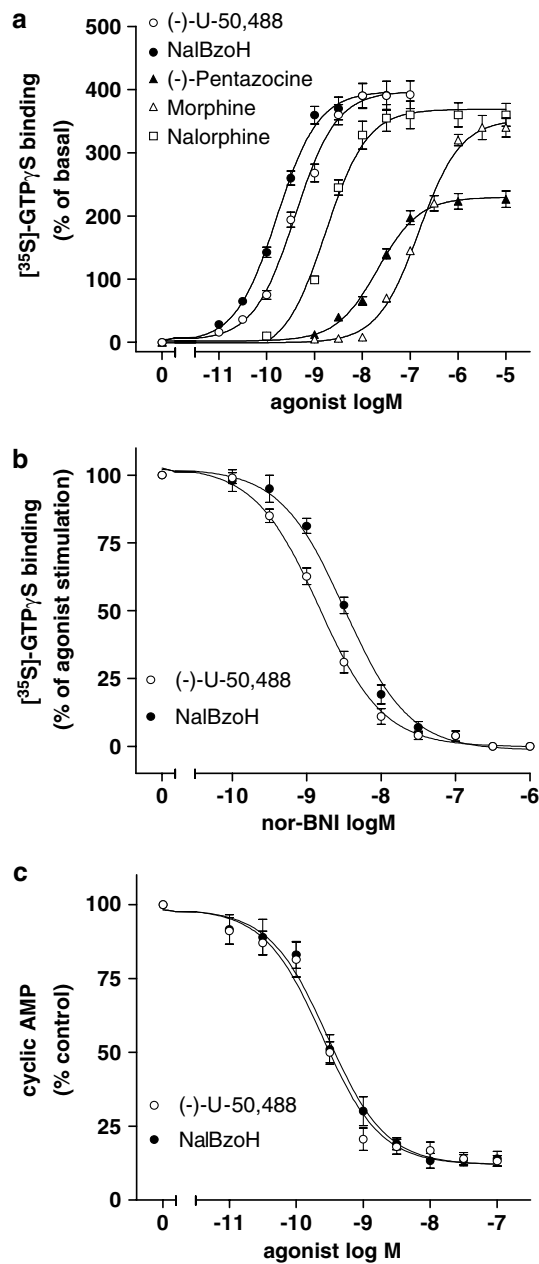 a
(-)-U-50,488
NalBzoH
(-)-Pentazocine
Morphine
Nalorphine
[³⁵S]-GTPγS binding
(% of basal)
500
400
300
200
100
0
0 -11 -10 -9 -8 -7 -6 -5
agonist logM
b
[³⁵S]-GTPγS binding
(% of agonist stimulation)
100
75
50
25
0
(-)-U-50,488
NalBzoH
0 -10 -9 -8 -7 -6
nor-BNI logM
c
cyclic AMP
(% control)
100
75
50
25
0
(-)-U-50,488
NalBzoH
0 -11 -10 -9 -8 -7
agonist log M